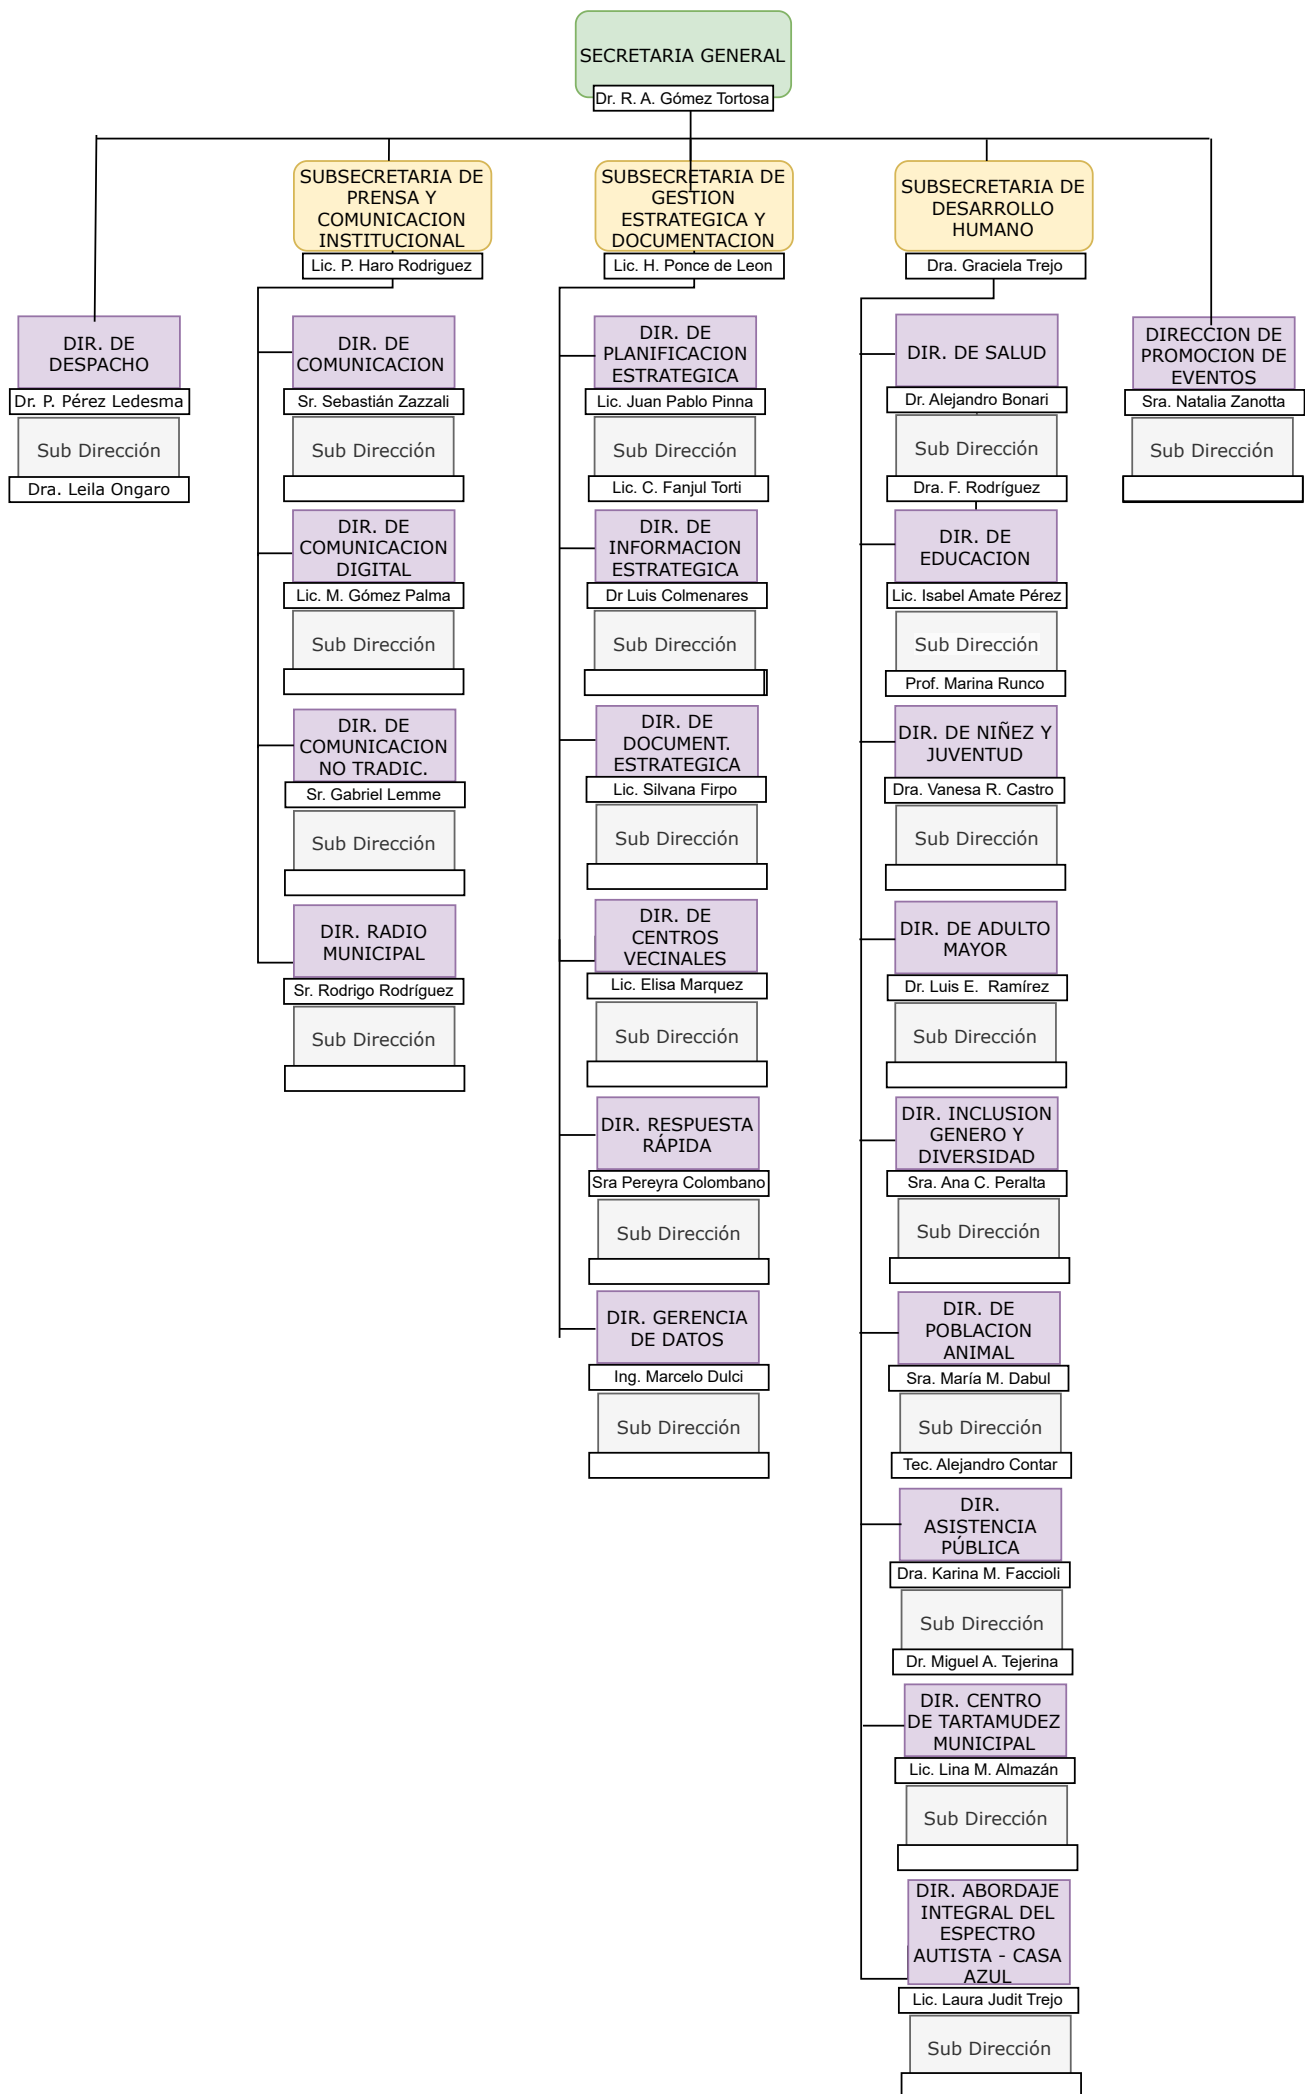 SECRETARIA GENERAL
Dr. R. A. Gómez Tortosa
DIR. DE
DESPACHO
Dr. P. Pérez Ledesma
Sub Dirección
Dra. Leila Ongaro
SUBSECRETARIA DE
PRENSA Y
COMUNICACION
INSTITUCIONAL
Lic. P. Haro Rodriguez
DIR. DE
COMUNICACION
Sr. Sebastián Zazzali
Sub Dirección
DIR. DE
COMUNICACION
DIGITAL
Lic. M. Gómez Palma
Sub Dirección
DIR. DE
COMUNICACION
NO TRADIC.
Sr. Gabriel Lemme
Sub Dirección
DIR. RADIO
MUNICIPAL
Sr. Rodrigo Rodríguez
Sub Dirección
SUBSECRETARIA DE
GESTION
ESTRATEGICA Y
DOCUMENTACION
Lic. H. Ponce de Leon
DIR. DE
PLANIFICACION
ESTRATEGICA
Lic. Juan Pablo Pinna
Sub Dirección
Lic. C. Fanjul Torti
DIR. DE
INFORMACION
ESTRATEGICA
Dr Luis Colmenares
Sub Dirección
DIR. DE
DOCUMENT.
ESTRATEGICA
Lic. Silvana Firpo
Sub Dirección
DIR. DE
CENTROS
VECINALES
Lic. Elisa Marquez
Sub Dirección
DIR. RESPUESTA
RÁPIDA
Sra Pereyra Colombano
Sub Dirección
DIR. GERENCIA
DE DATOS
Ing. Marcelo Dulci
Sub Dirección
SUBSECRETARIA DE
DESARROLLO
HUMANO
Dra. Graciela Trejo
DIR. DE SALUD
Dr. Alejandro Bonari
Sub Dirección
Dra. F. Rodríguez
DIR. DE
EDUCACION
Lic. Isabel Amate Pérez
Sub Dirección
Prof. Marina Runco
DIR. DE NIÑEZ Y
JUVENTUD
Dra. Vanesa R. Castro
Sub Dirección
DIR. DE ADULTO
MAYOR
Dr. Luis E. Ramírez
Sub Dirección
DIR. INCLUSION
GENERO Y
DIVERSIDAD
Sra. Ana C. Peralta
Sub Dirección
DIR. DE
POBLACION
ANIMAL
Sra. María M. Dabul
Sub Dirección
Tec. Alejandro Contar
DIR.
ASISTENCIA
PÚBLICA
Dra. Karina M. Faccioli
Sub Dirección
Dr. Miguel A. Tejerina
DIR. CENTRO
DE TARTAMUDEZ
MUNICIPAL
Lic. Lina M. Almazán
Sub Dirección
DIR. ABORDAJE
INTEGRAL DEL
ESPECTRO
AUTISTA - CASA
AZUL
Lic. Laura Judit Trejo
Sub Dirección
DIRECCION DE
PROMOCION DE
EVENTOS
Sra. Natalia Zanotta
Sub Dirección